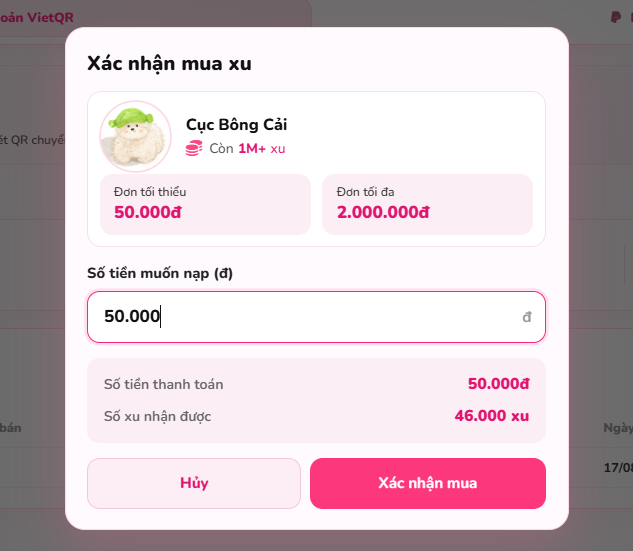 oản VietQR
Xác nhận mua xu
ét QR chuyể
Cục Bông Cải
Còn 1M+ xu
Đơn tối thiểu
50.000đ
Đơn tối đa
2.000.000đ
Số tiền muốn nạp (đ)
50.000 đ
Số tiền thanh toán 50.000đ
Số xu nhận được 46.000 xu
bán
Ngày
17/08
Hủy
Xác nhận mua